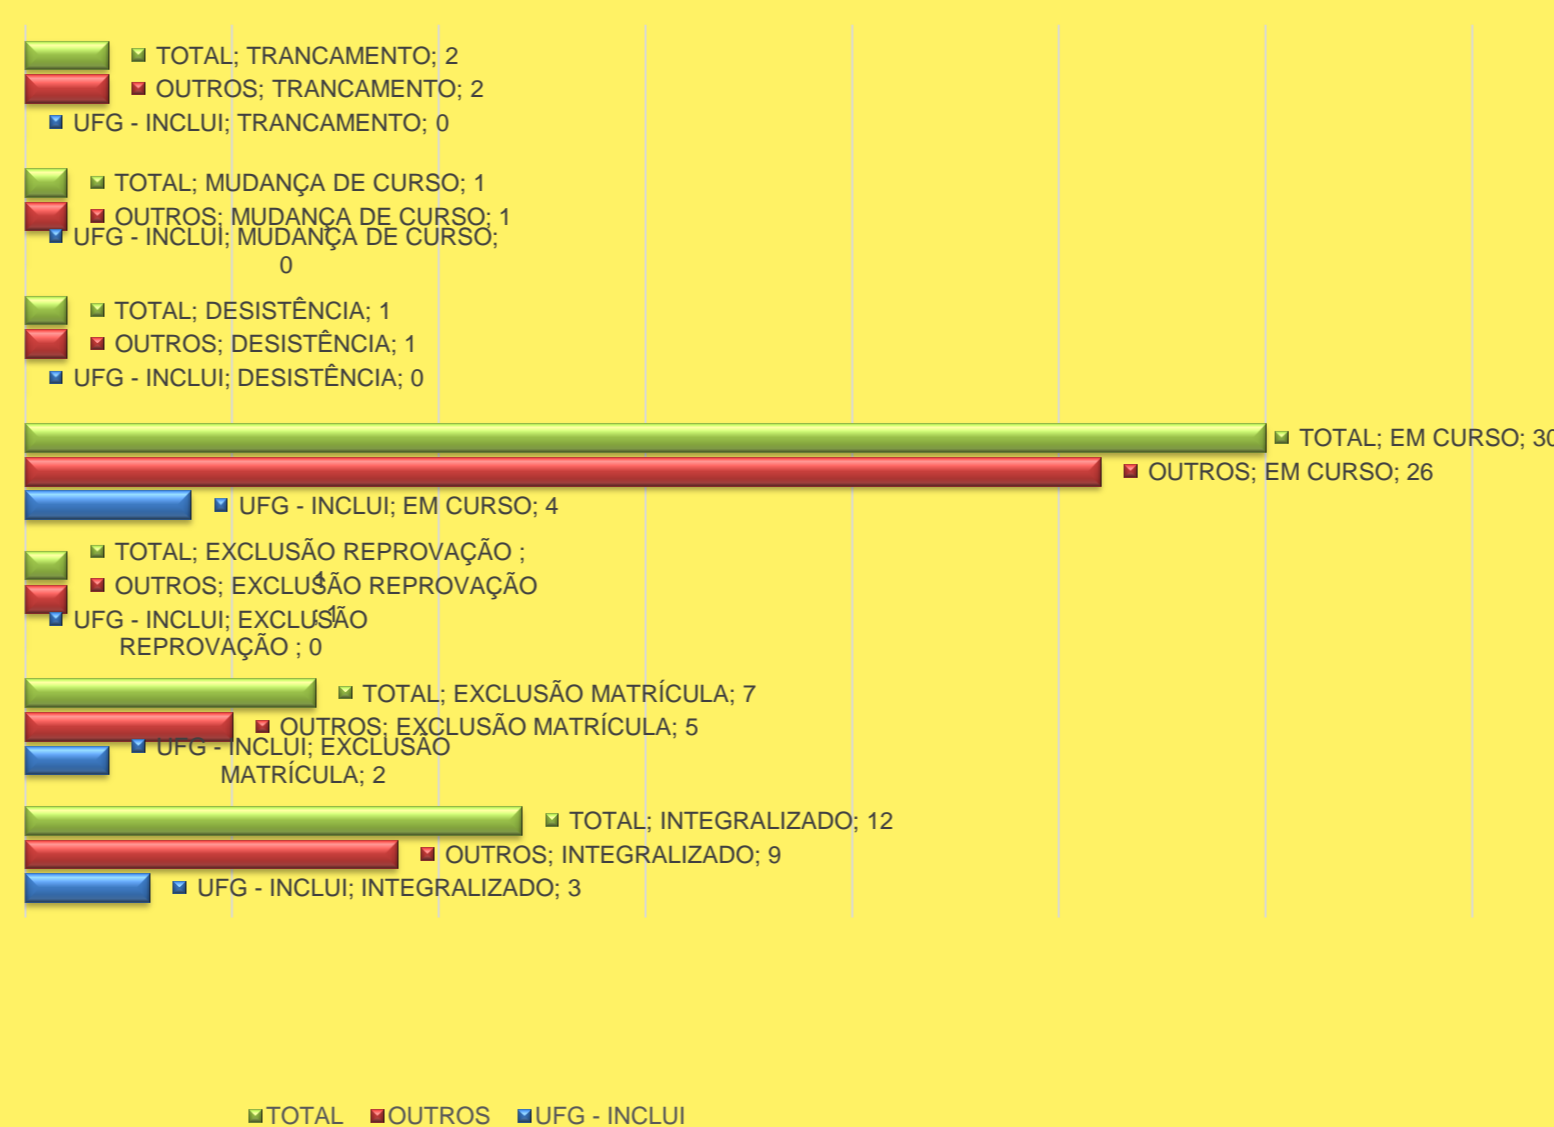 TOTAL; TRANCAMENTO; 2
OUTROS; TRANCAMENTO; 2
UFG - INCLUI; TRANCAMENTO; 0
TOTAL; MUDANÇA DE CURSO; 1
OUTROS; MUDANÇA DE CURSO; 1
UFG - INCLUI; MUDANÇA DE CURSO;
0
TOTAL; DESISTÊNCIA; 1
OUTROS; DESISTÊNCIA; 1
UFG - INCLUI; DESISTÊNCIA; 0
TOTAL; EM CURSO; 30
OUTROS; EM CURSO; 26
UFG - INCLUI; EM CURSO; 4
TOTAL; EXCLUSÃO REPROVAÇÃO ;
1
OUTROS; EXCLUSÃO REPROVAÇÃO
; 1
UFG - INCLUI; EXCLUSÃO
REPROVAÇÃO ; 0
TOTAL; EXCLUSÃO MATRÍCULA; 7
OUTROS; EXCLUSÃO MATRÍCULA; 5
UFG - INCLUI; EXCLUSÃO
MATRÍCULA; 2
TOTAL; INTEGRALIZADO; 12
OUTROS; INTEGRALIZADO; 9
UFG - INCLUI; INTEGRALIZADO; 3
TOTAL OUTROS UFG - INCLUI